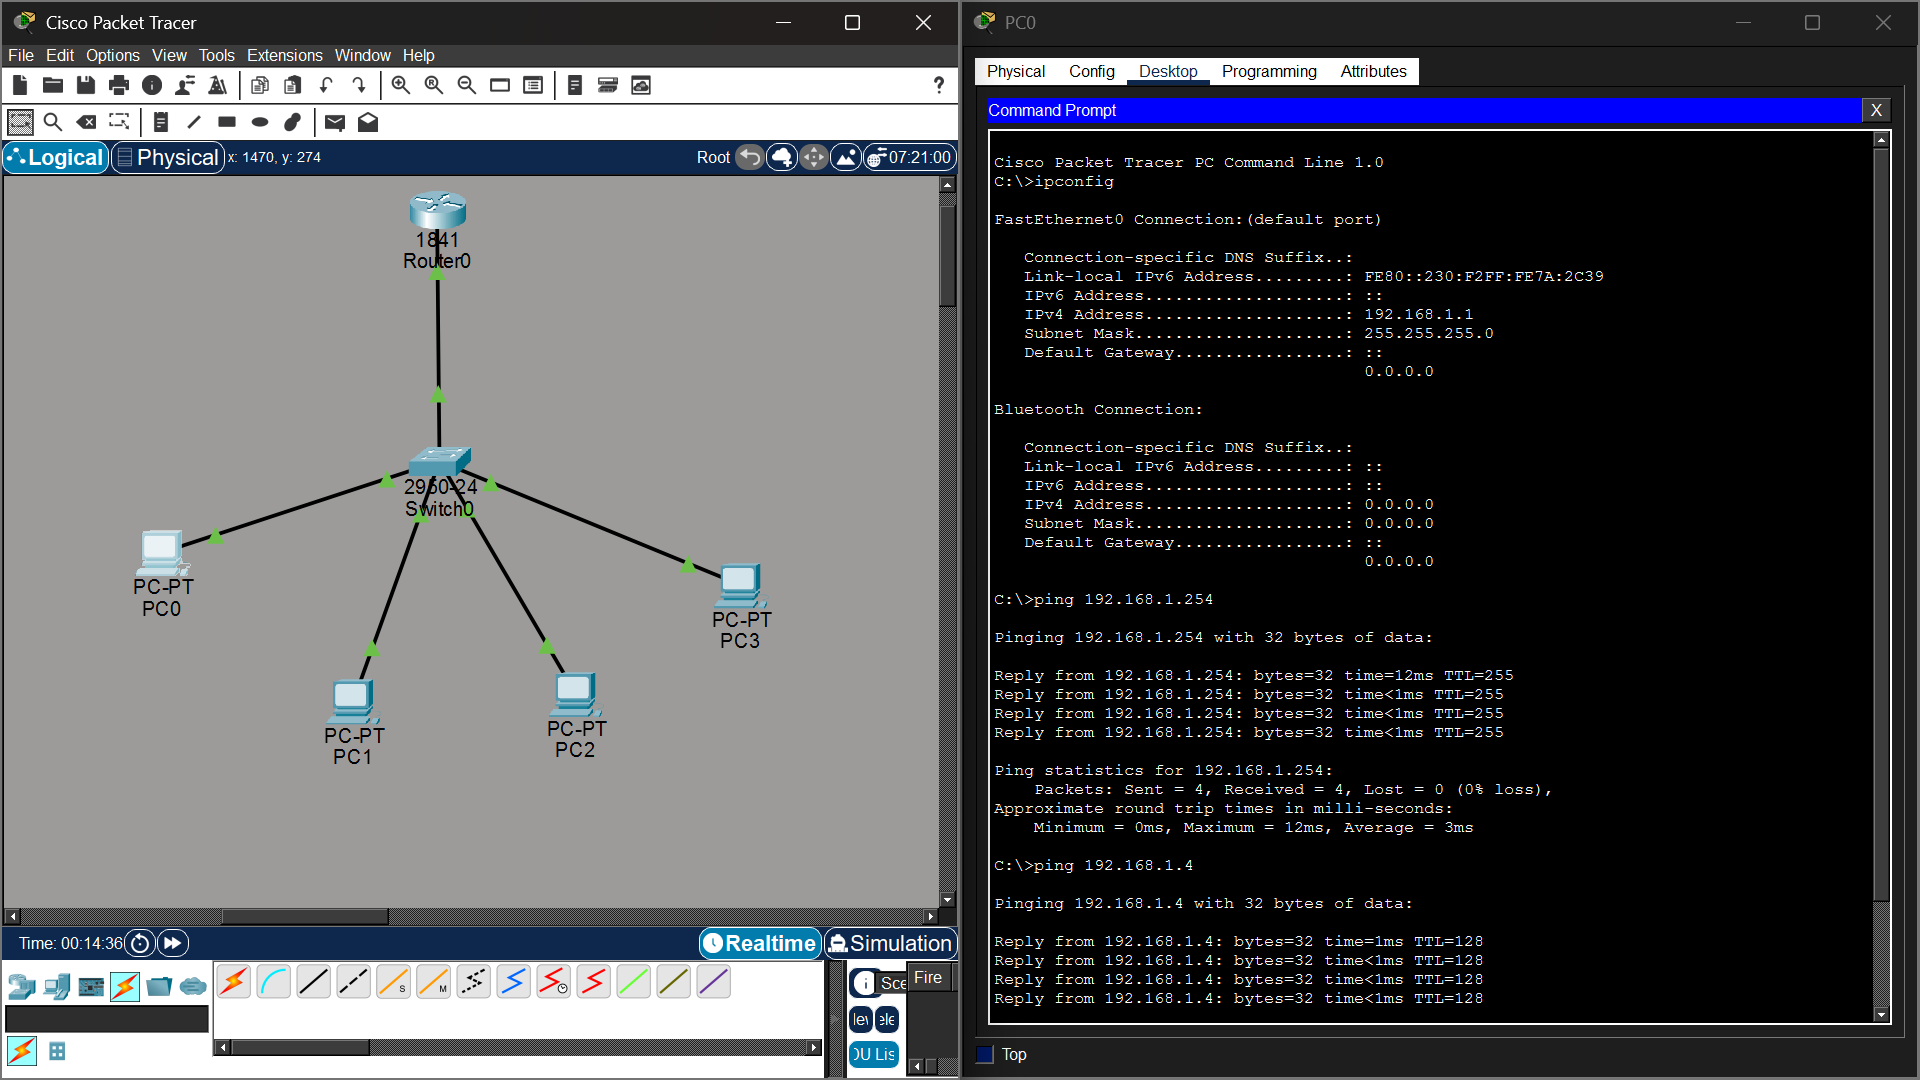 Cisco Packet Tracer
File Edit Options View Tools Extensions Window Help
?
Logical Physical x: 1470, y: 274 Root 07:21:00
1841
Router0
2950-24
Switch0
PC-PT
PC0
PC-PT
PC3
PC-PT
PC1
PC-PT
PC2
Time: 00:14:36 Realtime Simulation
S M
Sce Fire
ele
OU Lis
PC0
Physical Config Desktop Programming Attributes
Command Prompt X
Cisco Packet Tracer PC Command Line 1.0
C:\>ipconfig
FastEthernet0 Connection:(default port)
Connection-specific DNS Suffix..:
Link-local IPv6 Address.........: FE80::230:F2FF:FE7A:2C39
IPv6 Address....................: ::
IPv4 Address....................: 192.168.1.1
Subnet Mask.....................: 255.255.255.0
Default Gateway.................: ::
0.0.0.0
Bluetooth Connection:
Connection-specific DNS Suffix..:
Link-local IPv6 Address.........: ::
IPv6 Address....................: ::
IPv4 Address....................: 0.0.0.0
Subnet Mask.....................: 0.0.0.0
Default Gateway.................: ::
0.0.0.0
C:\>ping 192.168.1.254
Pinging 192.168.1.254 with 32 bytes of data:
Reply from 192.168.1.254: bytes=32 time=12ms TTL=255
Reply from 192.168.1.254: bytes=32 time<1ms TTL=255
Reply from 192.168.1.254: bytes=32 time<1ms TTL=255
Reply from 192.168.1.254: bytes=32 time<1ms TTL=255
Ping statistics for 192.168.1.254:
Packets: Sent = 4, Received = 4, Lost = 0 (0% loss),
Approximate round trip times in milli-seconds:
Minimum = 0ms, Maximum = 12ms, Average = 3ms
C:\>ping 192.168.1.4
Pinging 192.168.1.4 with 32 bytes of data:
Reply from 192.168.1.4: bytes=32 time=1ms TTL=128
Reply from 192.168.1.4: bytes=32 time<1ms TTL=128
Reply from 192.168.1.4: bytes=32 time<1ms TTL=128
Reply from 192.168.1.4: bytes=32 time<1ms TTL=128
Top